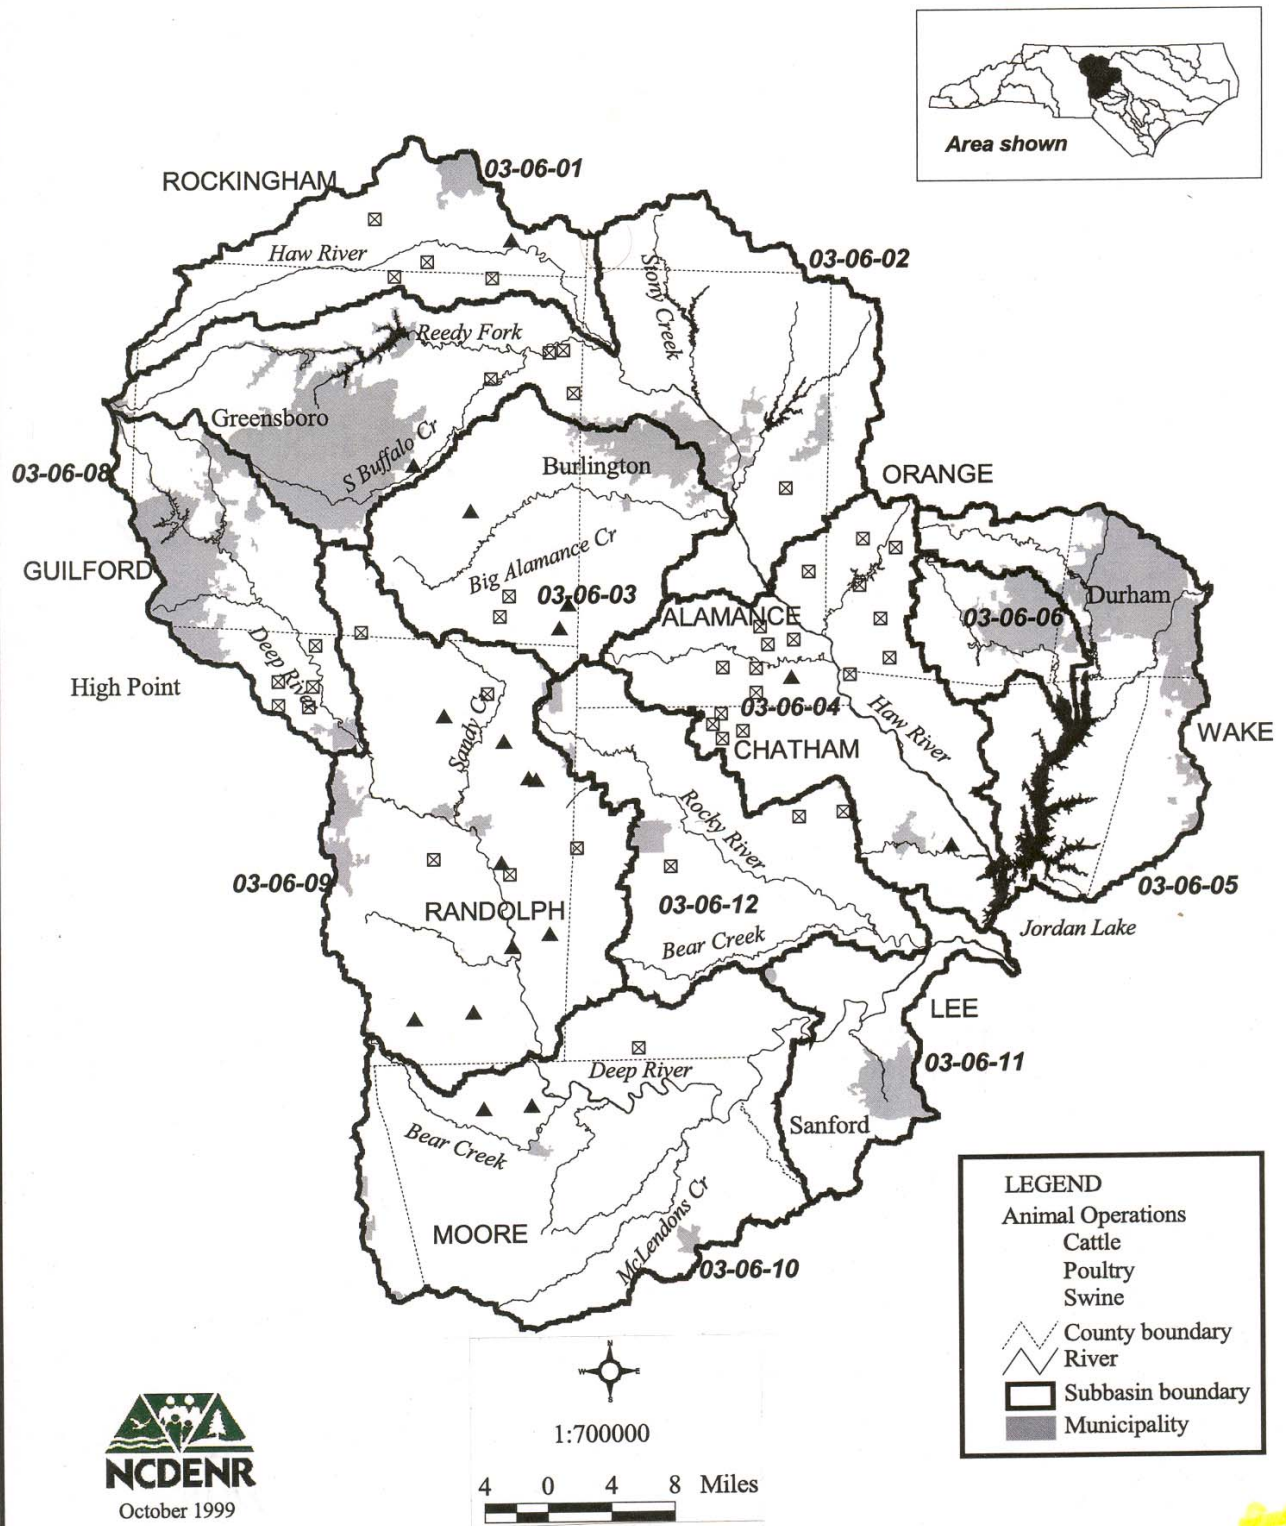 Area shown
ROCKINGHAM
03-06-01
Haw River
03-06-02
Stony Creek
Reedy Fork
Greensboro
S Buffalo Cr
Burlington
03-06-08
ORANGE
GUILFORD
Big Alamance Cr
03-06-03
Durham
ALAMANCE
03-06-06
Deep River
High Point
Sandy Cr
03-06-04
Haw River
WAKE
CHATHAM
Rocky River
03-06-09
03-06-05
RANDOLPH
03-06-12
Bear Creek
Jordan Lake
LEE
03-06-11
Deep River
Sanford
Bear Creek
MOORE
McLendons Cr
03-06-10
LEGEND
Animal Operations
Cattle
Poultry
Swine
County boundary
River
Subbasin boundary
Municipality
N
W E
S
1:700000
4 0 4 8 Miles
NCDENR
October 1999